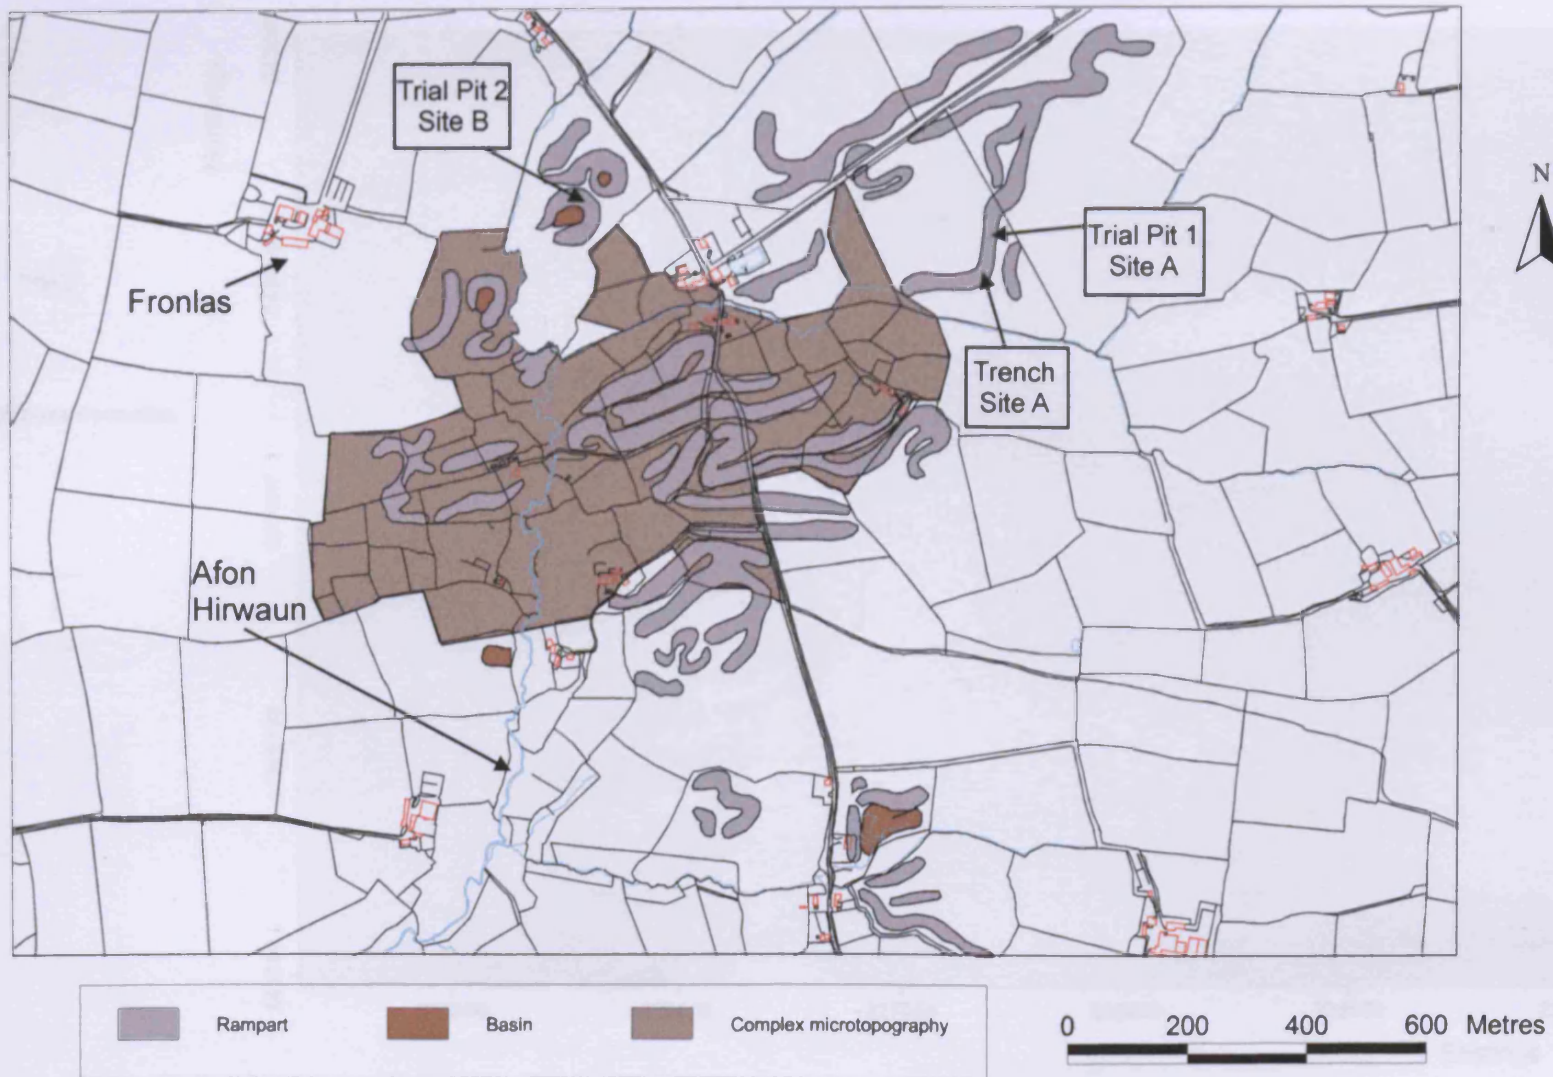 N
Trial Pit 2
Site B
Trial Pit 1
Site A
Fronlas
Trench
Site A
Afon
Hirwaun
Rampart
Basin
Complex microtopography
0 200 400 600 Metres